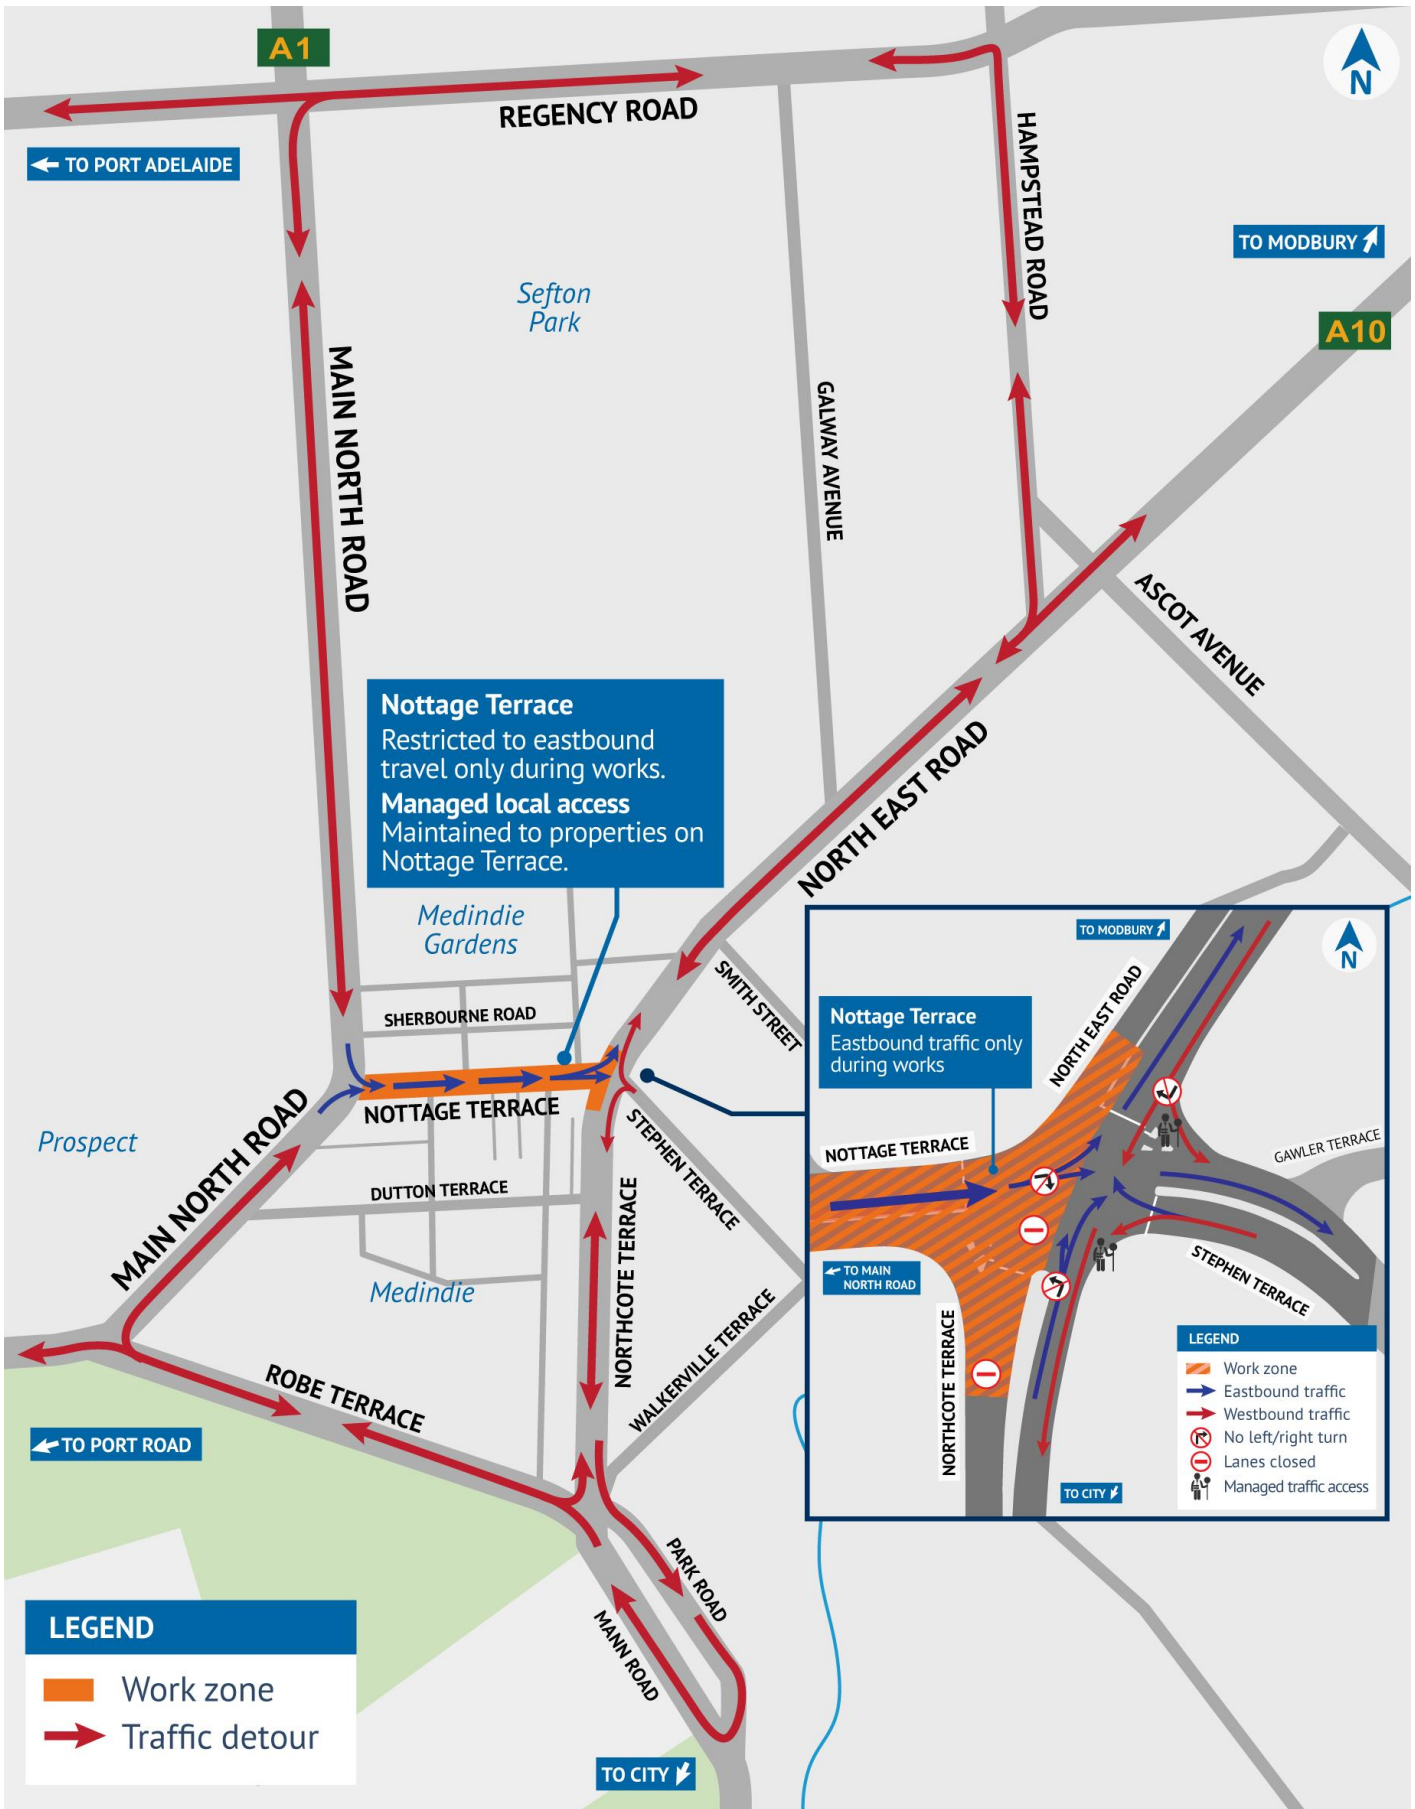 A1
N
REGENCY ROAD
TO PORT ADELAIDE
HAMPSTEAD ROAD
TO MODBURY
Sefton
Park
A10
MAIN NORTH ROAD
GALWAY AVENUE
ASCOT AVENUE
Nottage Terrace
Restricted to eastbound
travel only during works.
Managed local access
Maintained to properties on
Nottage Terrace.
NORTH EAST ROAD
Medindie
Gardens
SMITH STREET
SHERBOURNE ROAD
NOTTAGE TERRACE
MAIN NORTH ROAD
Prospect
STEPHEN TERRACE
DUTTON TERRACE
NORTHCOTE TERRACE
Medindie
WALKERVILLE TERRACE
ROBE TERRACE
TO PORT ROAD
PARK ROAD
MANN ROAD
TO CITY
LEGEND
Work zone
Traffic detour
TO MODBURY
N
NORTH EAST ROAD
Nottage Terrace
Eastbound traffic only
during works
NOTTAGE TERRACE
GAWLER TERRACE
TO MAIN
NORTH ROAD
STEPHEN TERRACE
NORTHCOTE TERRACE
TO CITY
LEGEND
Work zone
Eastbound traffic
Westbound traffic
No left/right turn
Lanes closed
Managed traffic access